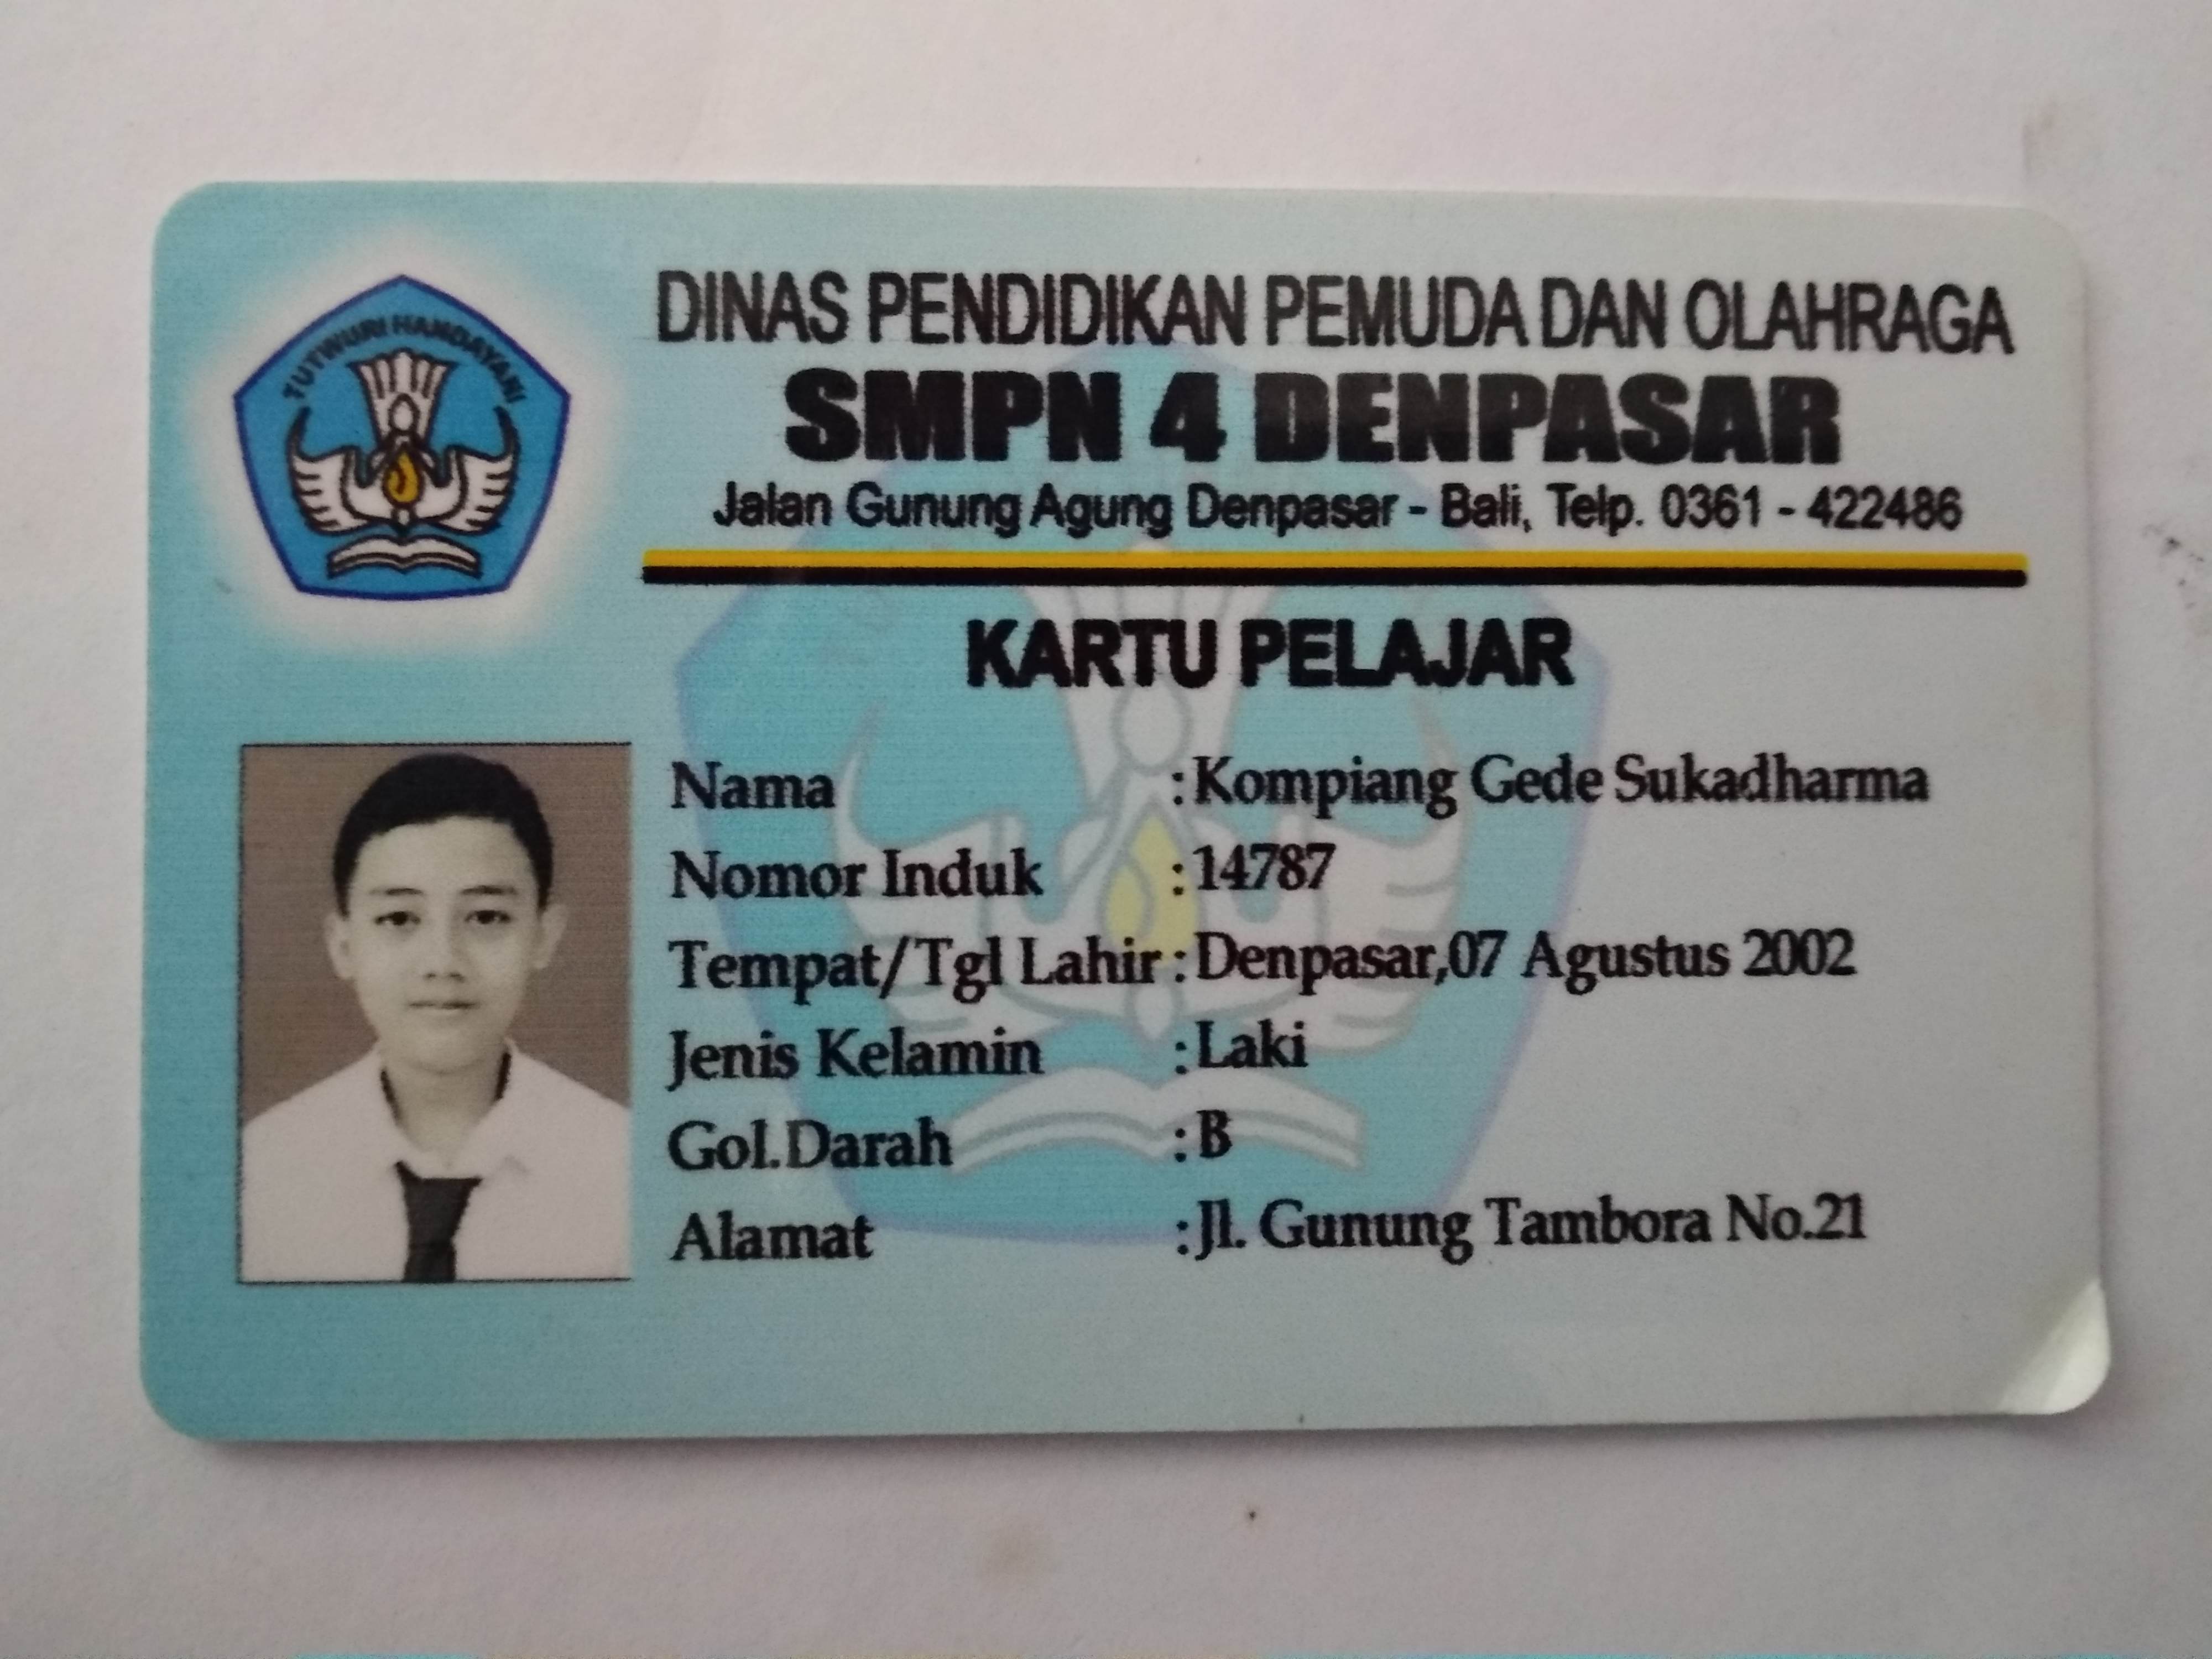 TUT WURI HANDAYANI
DINAS PENDIDIKAN PEMUDA DAN OLAHRAGA
SMPN 4 DENPASAR
Jalan Gunung Agung Denpasar - Bali, Telp. 0361 - 422486
KARTU PELAJAR
Nama :Kompiang Gede Sukadharma
Nomor Induk :14787
Tempat/Tgl Lahir :Denpasar,07 Agustus 2002
Jenis Kelamin :Laki
Gol.Darah :B
Alamat :Jl. Gunung Tambora No.21